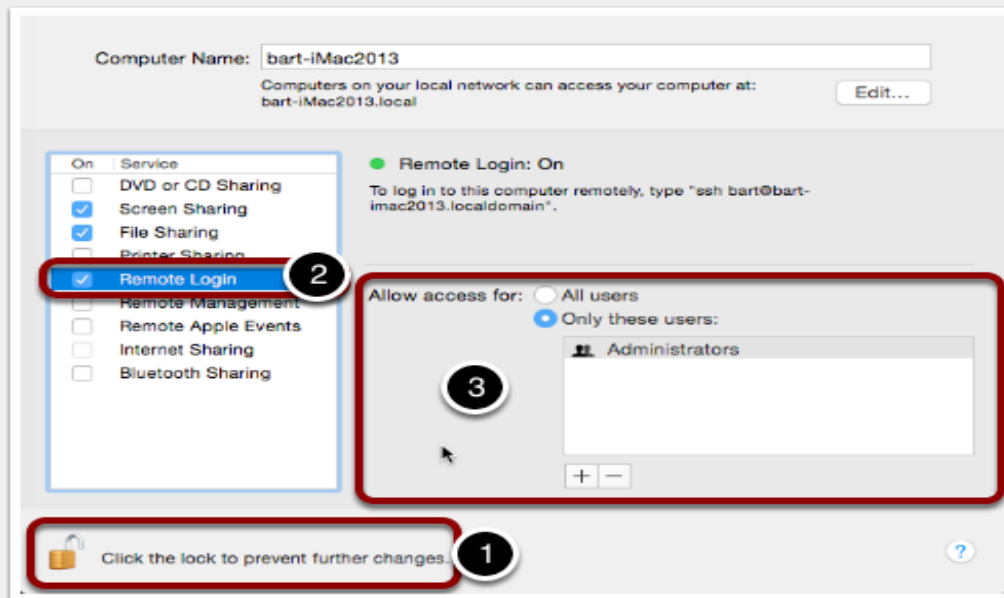 Computer Name: bart-iMac2013
Computers on your local network can access your computer at:
bart-iMac2013.local
Edit...
On Service
DVD or CD Sharing
Screen Sharing
File Sharing
Printer Sharing
Remote Login
2
Remote Management
Remote Apple Events
Internet Sharing
Bluetooth Sharing
Remote Login: On
To log in to this computer remotely, type "ssh bart@bart-
imac2013.localdomain".
Allow access for: All users
Only these users:
Administrators
3
+ −
Click the lock to prevent further changes.
1
?